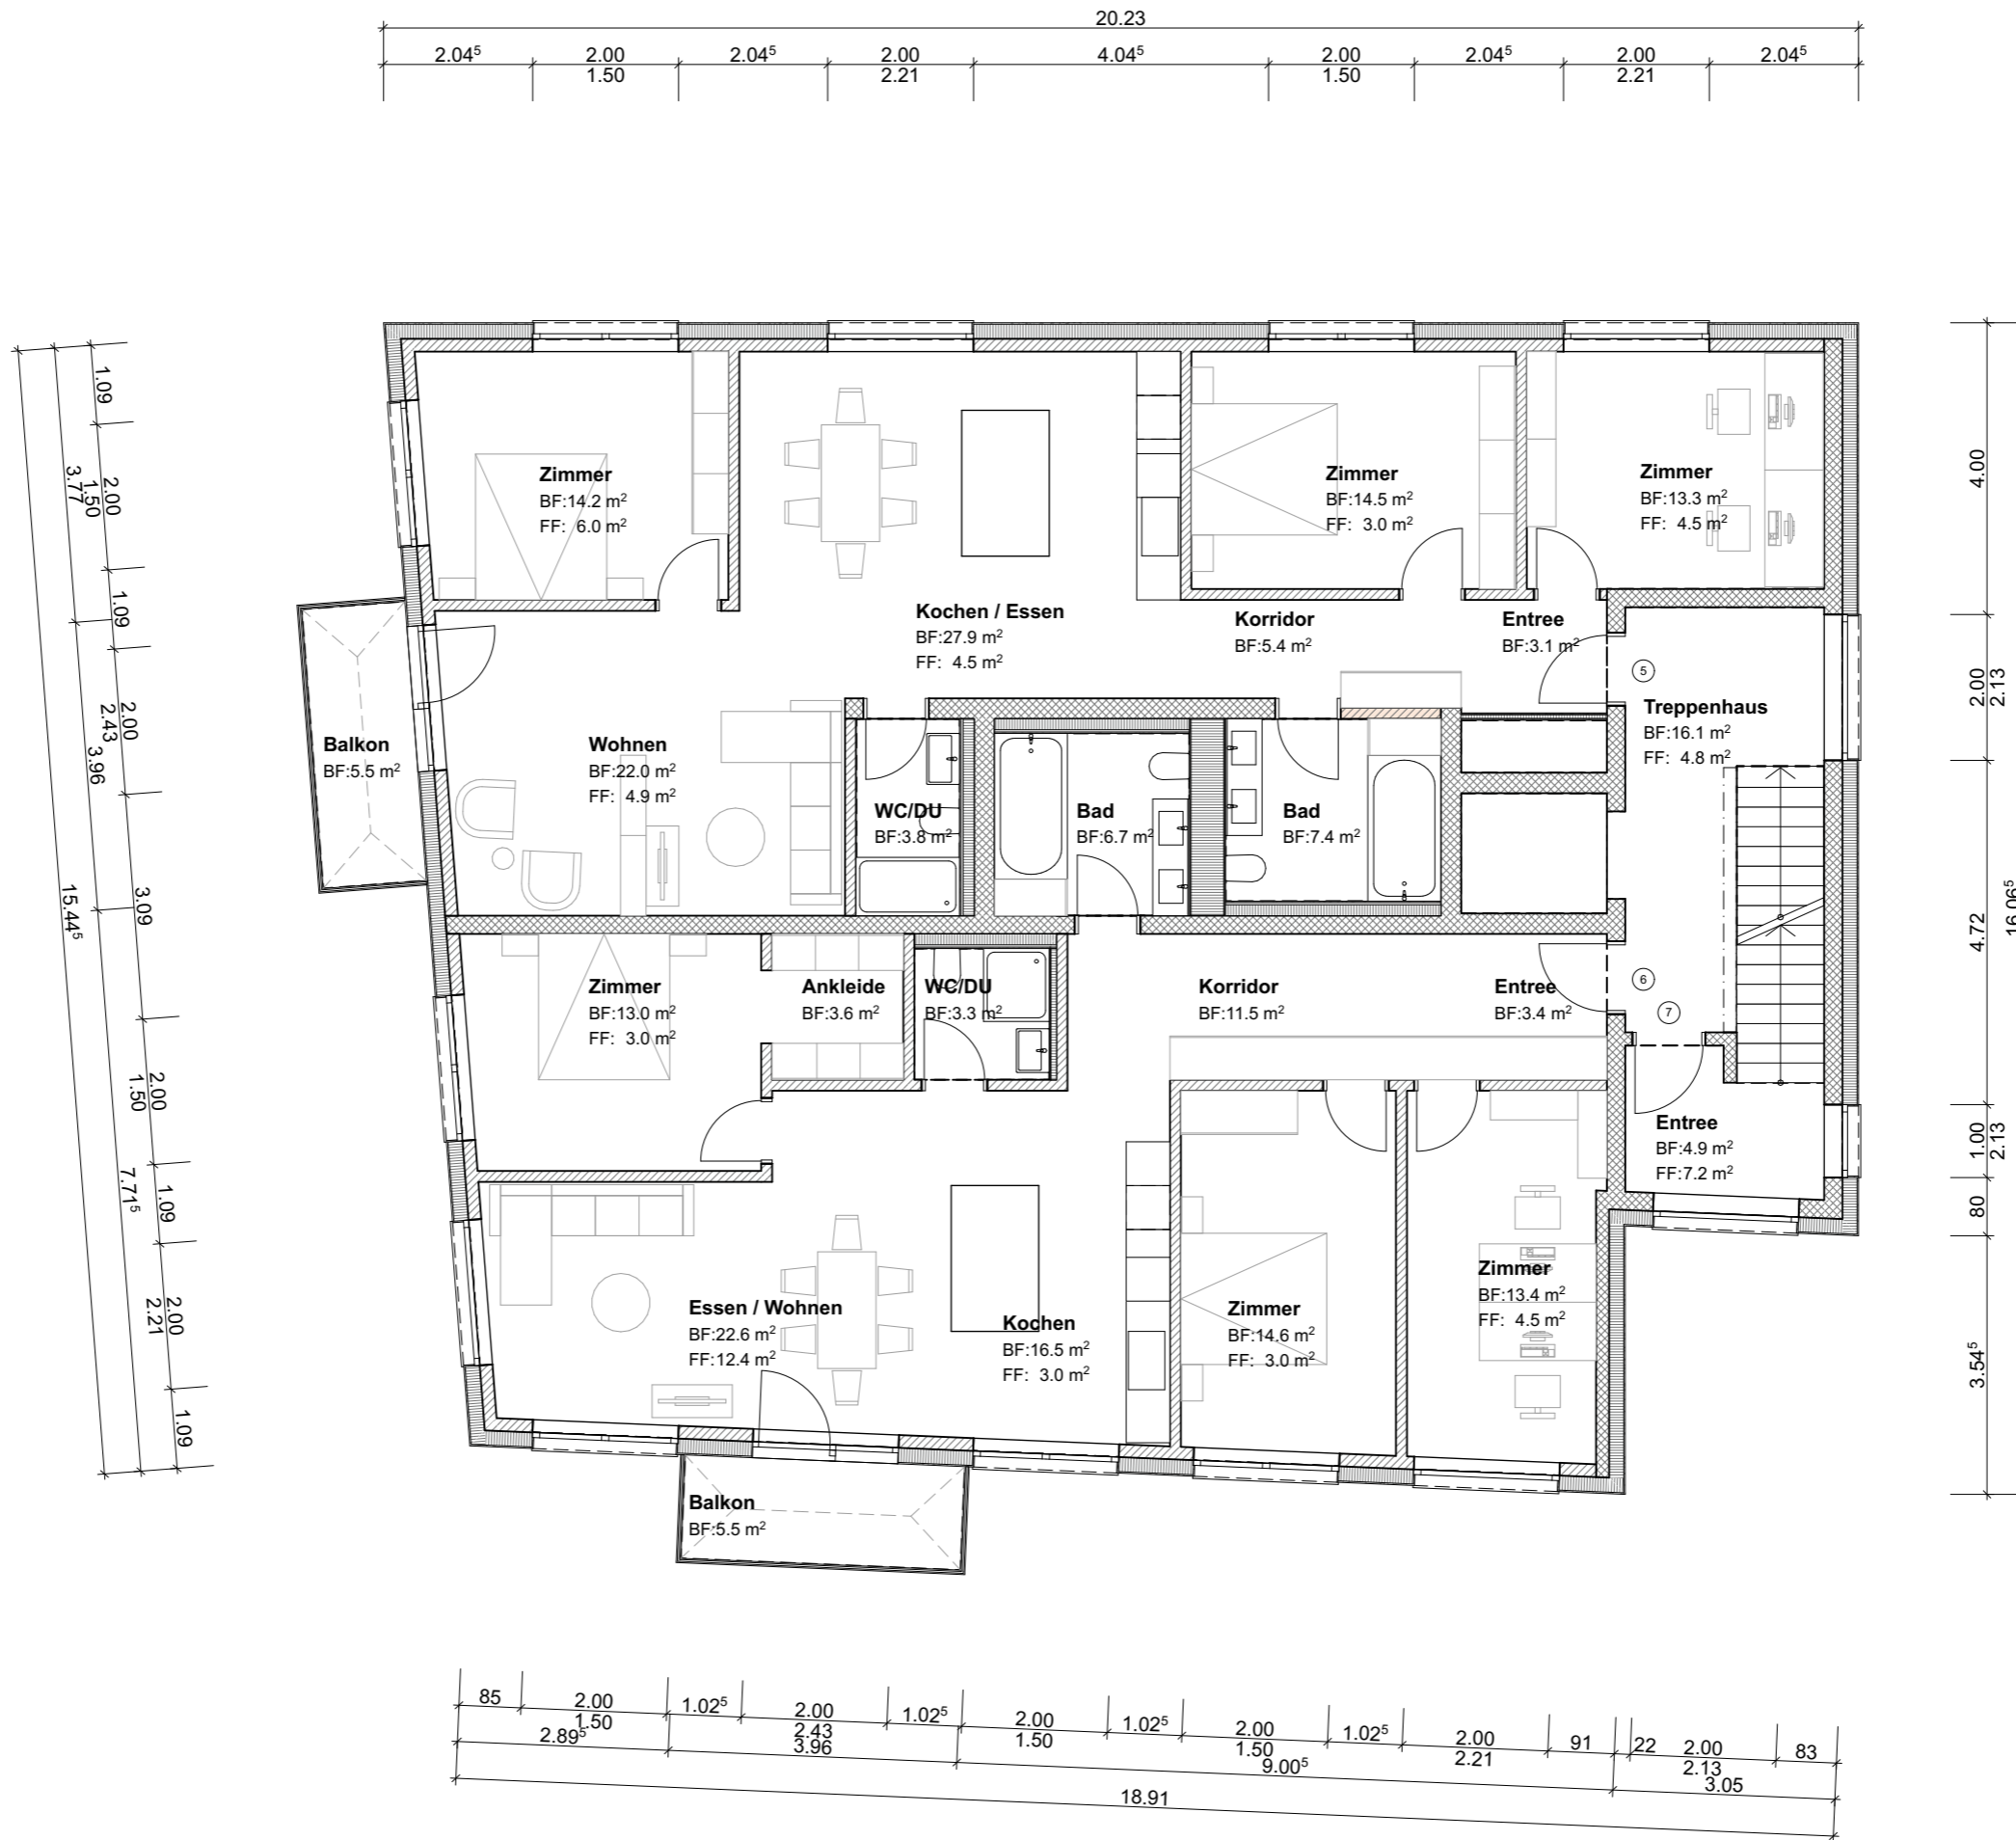 20.23
2.04⁵ 2.00 2.04⁵ 2.00 4.04⁵ 2.00 2.04⁵ 2.00 2.04⁵
1.50 2.21 1.50 2.21
1.09
2.00
1.50
3.77
1.09
2.00
2.43
3.96
3.09
15.44⁵
2.00
1.50
7.71⁵
1.09
2.00
2.21
1.09
Zimmer
BF:14.2 m²
FF: 6.0 m²
Kochen / Essen
BF:27.9 m²
FF: 4.5 m²
Zimmer
BF:14.5 m²
FF: 3.0 m²
Zimmer
BF:13.3 m²
FF: 4.5 m²
Korridor
BF:5.4 m²
Entree
BF:3.1 m²
5
Treppenhaus
BF:16.1 m²
FF: 4.8 m²
Balkon
BF:5.5 m²
Wohnen
BF:22.0 m²
FF: 4.9 m²
WC/DU
BF:3.8 m²
Bad
BF:6.7 m²
Bad
BF:7.4 m²
Zimmer
BF:13.0 m²
FF: 3.0 m²
Ankleide
BF:3.6 m²
WC/DU
BF:3.3 m²
Korridor
BF:11.5 m²
Entree
BF:3.4 m²
6
7
Entree
BF:4.9 m²
FF:7.2 m²
Essen / Wohnen
BF:22.6 m²
FF:12.4 m²
Kochen
BF:16.5 m²
FF: 3.0 m²
Zimmer
BF:14.6 m²
FF: 3.0 m²
Zimmer
BF:13.4 m²
FF: 4.5 m²
Balkon
BF:5.5 m²
4.00
2.00
2.13
4.72
16.06⁵
1.00
2.13
80
3.54⁵
85 2.00 1.02⁵ 2.00 1.02⁵ 2.00 1.02⁵ 2.00 1.02⁵ 2.00 91 22 2.00 83
1.50 2.43 1.50 1.50 2.21 2.13
2.89⁵ 3.96 9.00⁵ 3.05
18.91